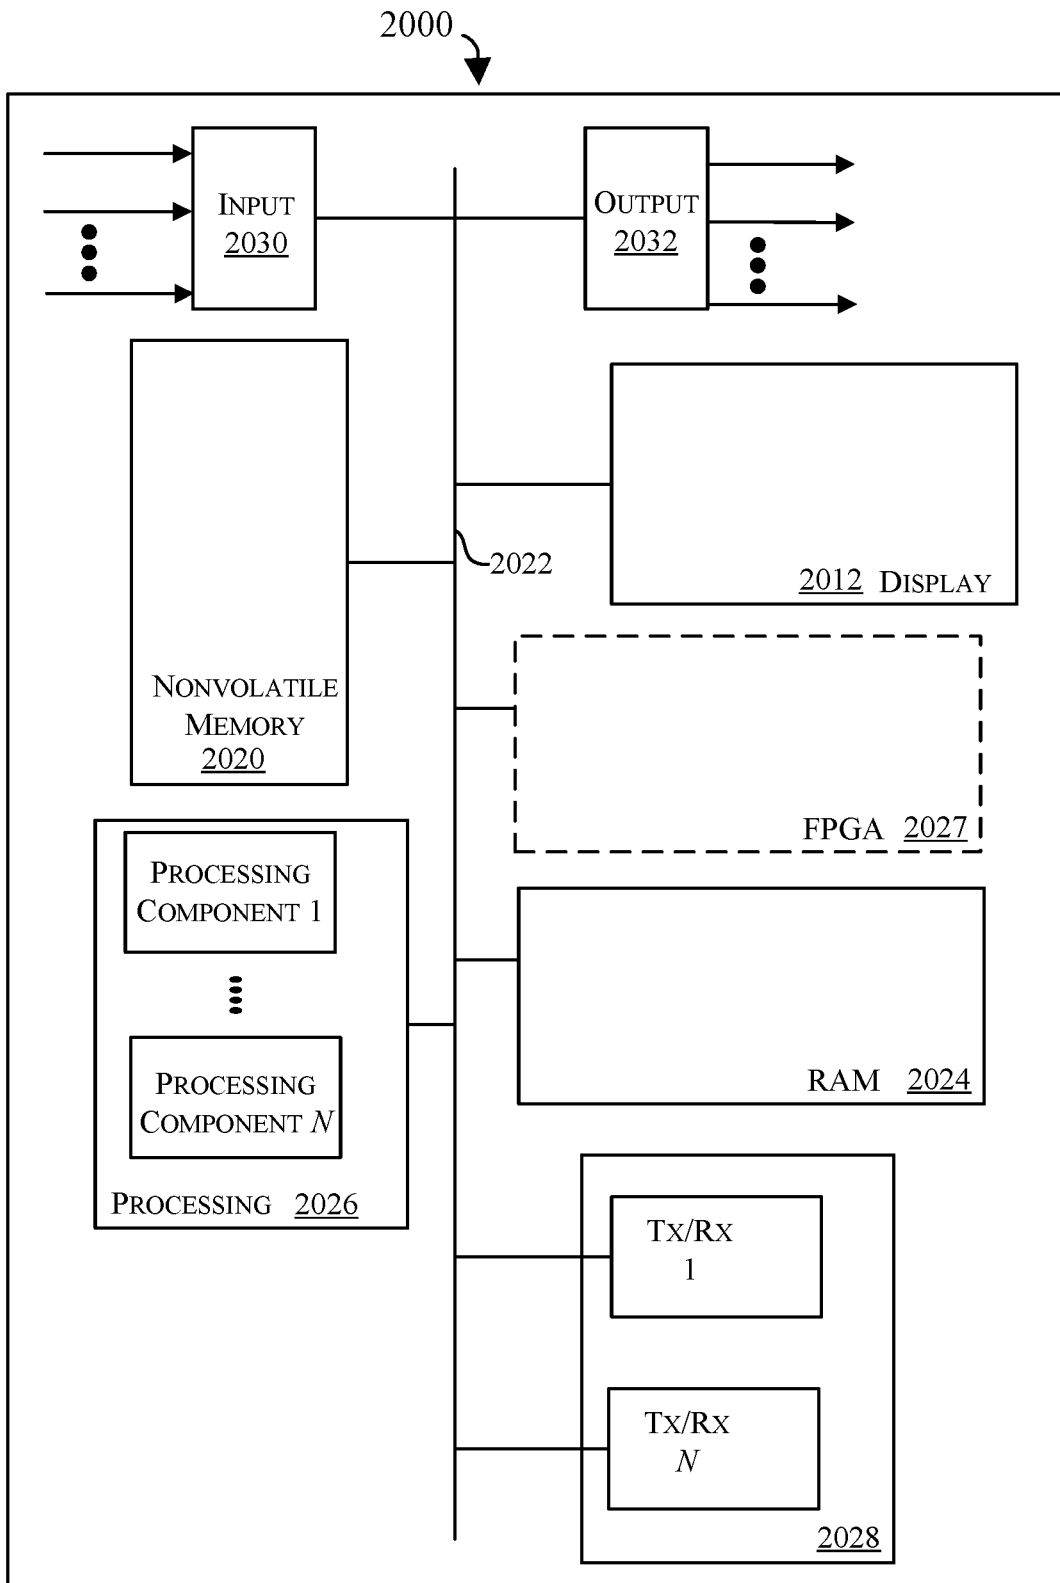 2000
INPUT
2030
OUTPUT
2032
2022
2012 DISPLAY
NONVOLATILE
MEMORY
2020
FPGA 2027
PROCESSING
COMPONENT 1
PROCESSING
COMPONENT N
PROCESSING 2026
RAM 2024
TX/RX
1
TX/RX
N
2028